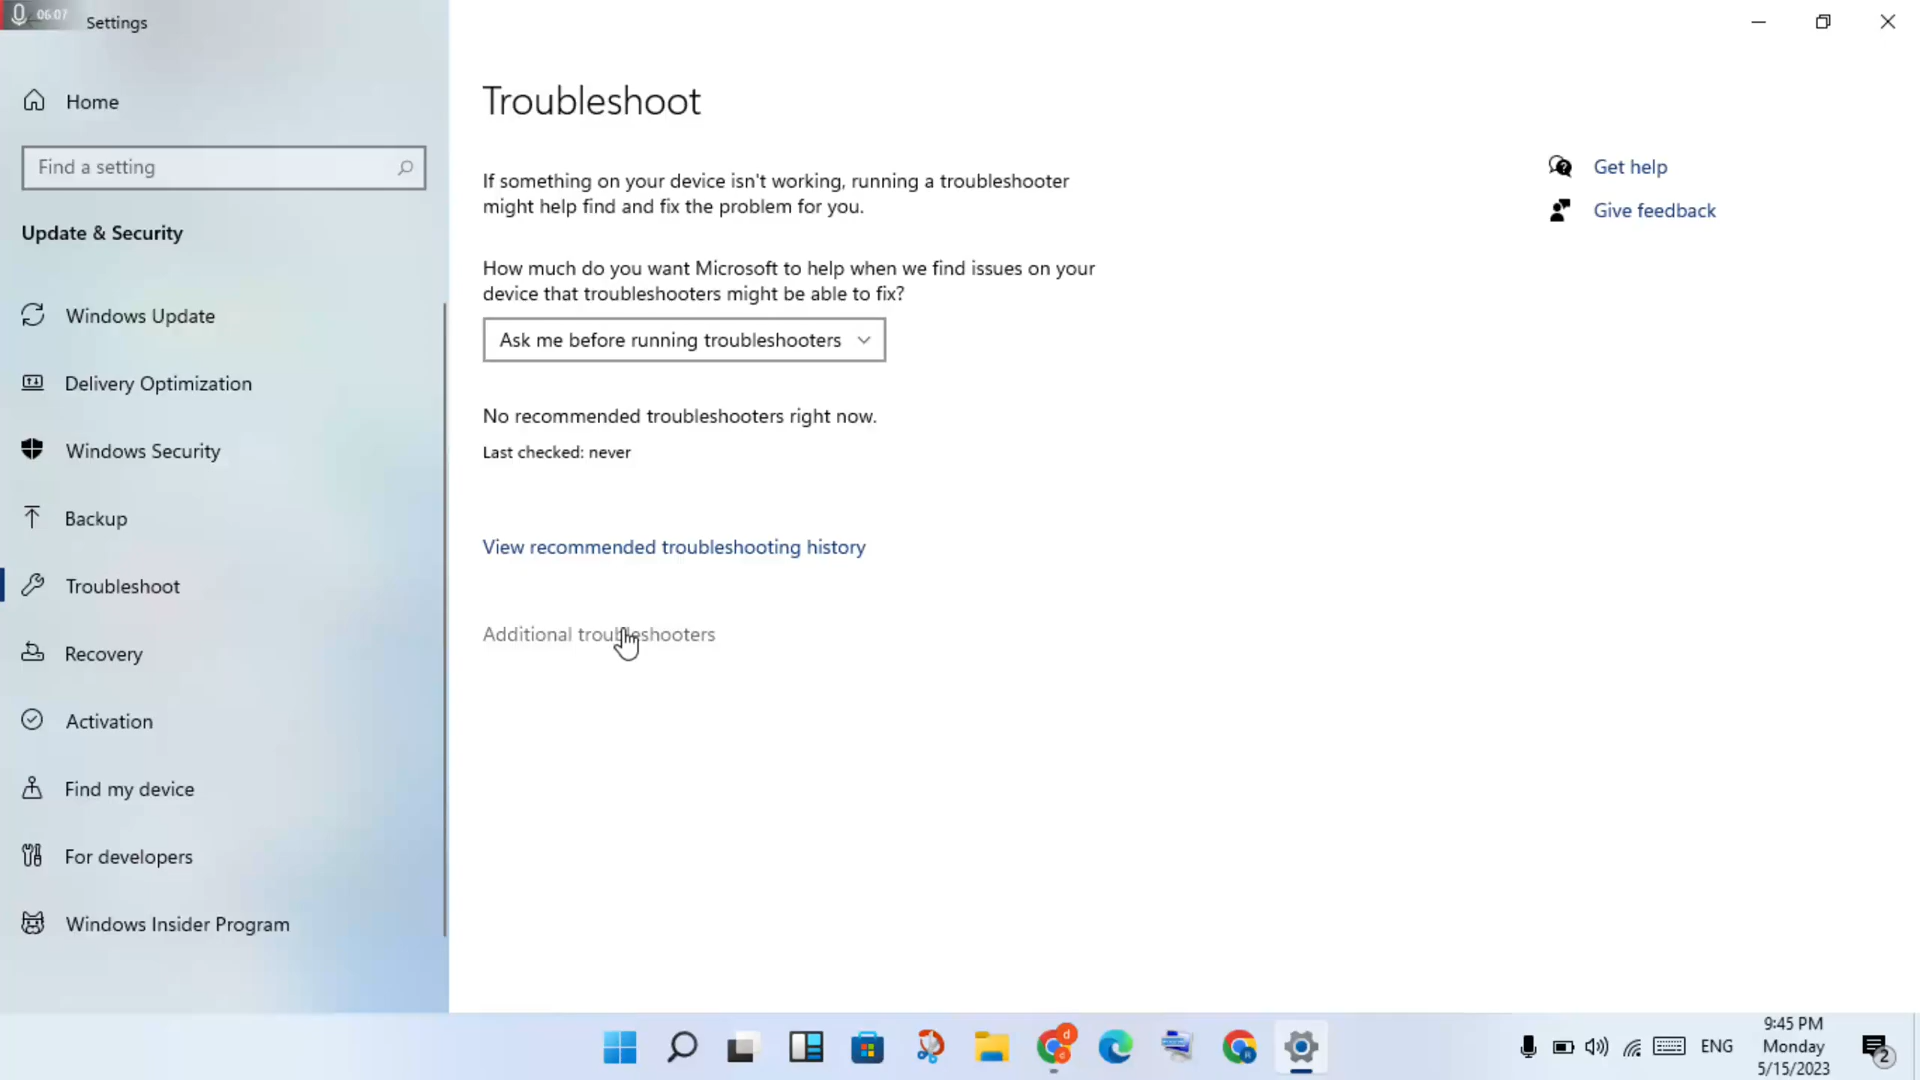 06:07
Settings
Home
Find a setting
Update & Security
Windows Update
Delivery Optimization
Windows Security
Backup
Troubleshoot
Recovery
Activation
Find my device
For developers
Windows Insider Program
Troubleshoot
If something on your device isn't working, running a troubleshooter
might help find and fix the problem for you.
How much do you want Microsoft to help when we find issues on your
device that troubleshooters might be able to fix?
Ask me before running troubleshooters
No recommended troubleshooters right now.
Last checked: never
View recommended troubleshooting history
Additional troubleshooters
Get help
Give feedback
d
d
R
ENG
9:45 PM
Monday
5/15/2023
2